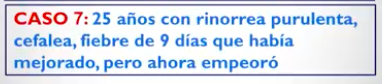 CASO 7: 25 años con rinorrea purulenta,
cefalea, fiebre de 9 días que había
mejorado, pero ahora empeoró